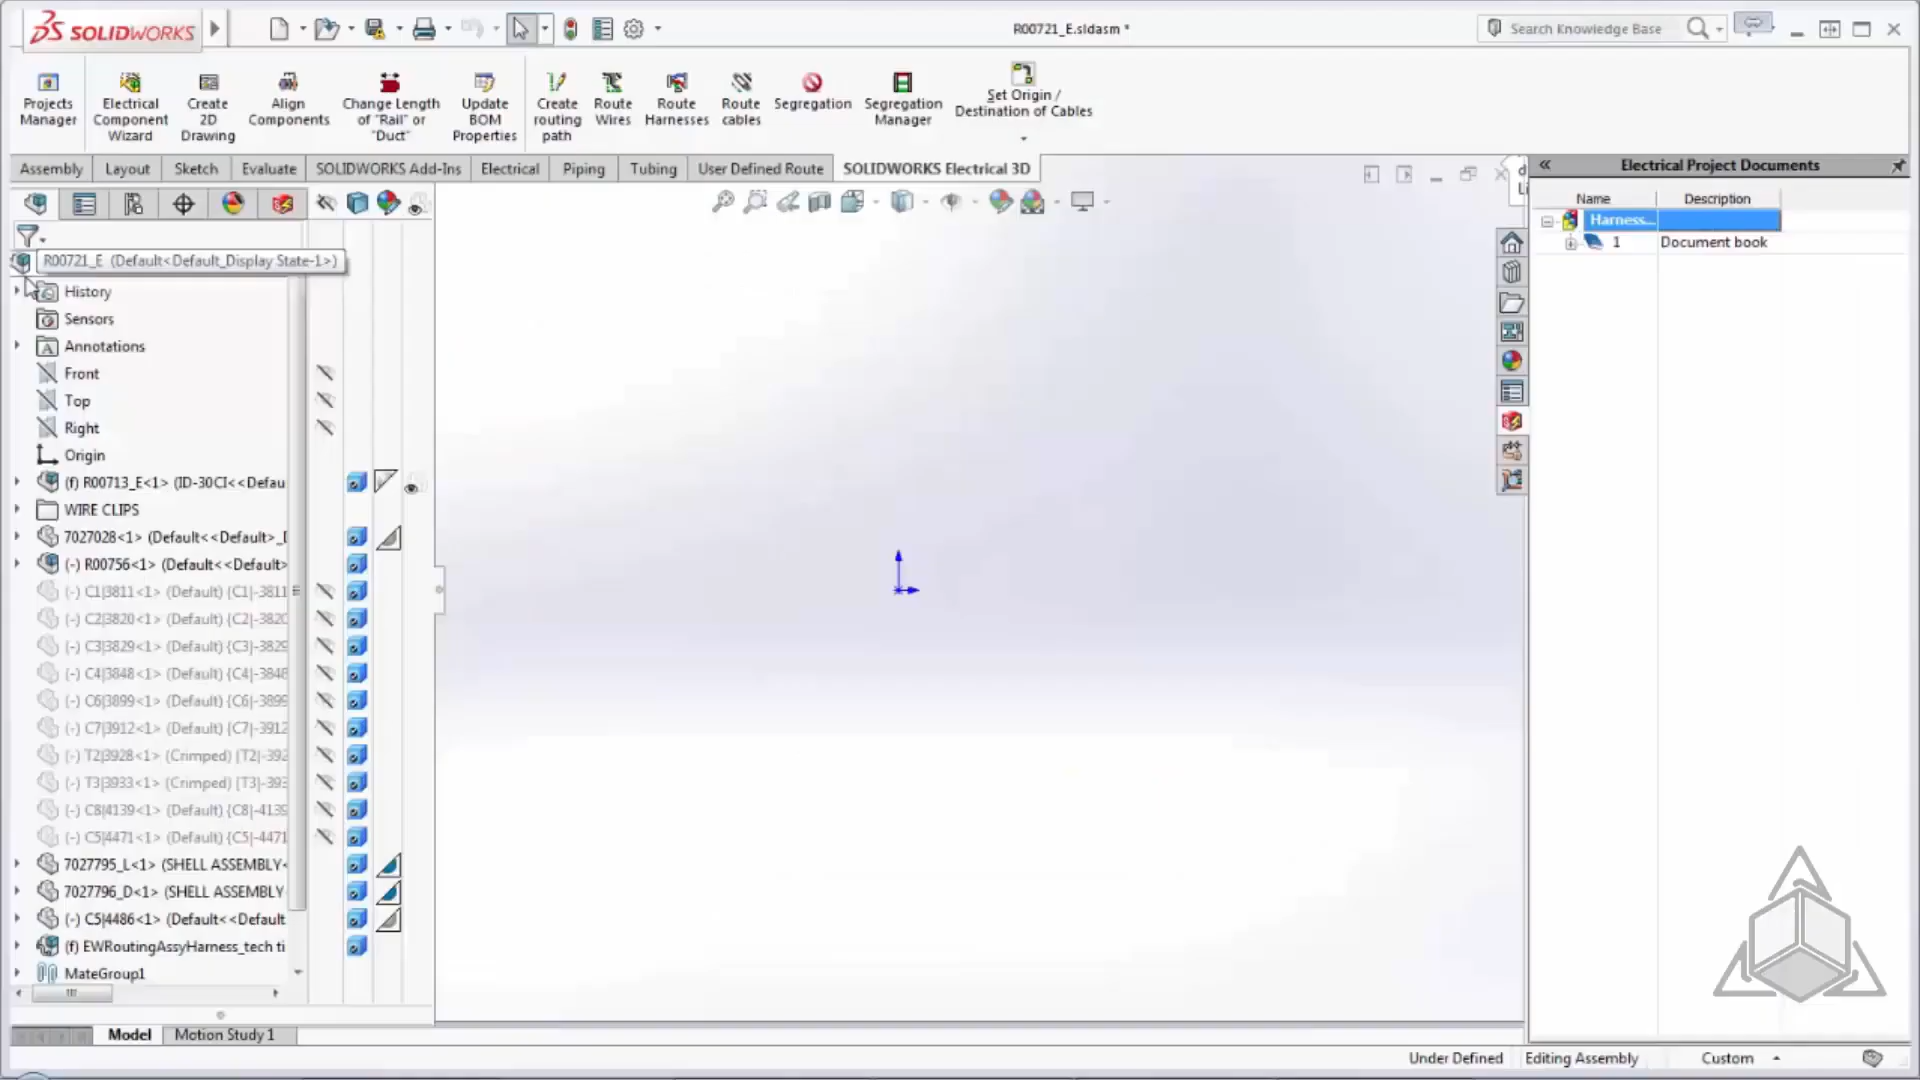 SOLIDWORKS
R00721_E.sldasm *
Search Knowledge Base
Projects Manager
Electrical Component Wizard
Create 2D Drawing
Align Components
Change Length of "Rail" or "Duct"
Update BOM Properties
Create routing path
Route Wires
Route Harnesses
Route cables
Segregation
Segregation Manager
Set Origin / Destination of Cables
Assembly
Layout
Sketch
Evaluate
SOLIDWORKS Add-Ins
Electrical
Piping
Tubing
User Defined Route
SOLIDWORKS Electrical 3D
Electrical Project Documents
Name
Description
Harness...
1
Document book
R00721_E (Default<Default_Display State-1>)
History
Sensors
Annotations
Front
Top
Right
Origin
(f) R00713_E<1> (ID-30CI<<Defau
WIRE CLIPS
7027028<1> (Default<<Default>_D
(-) R00756<1> (Default<<Default>
(-) C1|3811<1> (Default) {C1|-3811
(-) C2|3820<1> (Default) {C2|-3820
(-) C3|3829<1> (Default) {C3|-3829
(-) C4|3848<1> (Default) {C4|-3848
(-) C6|3899<1> (Default) {C6|-3899
(-) C7|3912<1> (Default) {C7|-3912
(-) T2|3928<1> (Crimped) {T2|-392
(-) T3|3933<1> (Crimped) {T3|-393
(-) C8|4139<1> (Default) {C8|-4139
(-) C5|4471<1> (Default) {C5|-4471
7027795_L<1> (SHELL ASSEMBLY<
7027796_D<1> (SHELL ASSEMBLY
(-) C5|4486<1> (Default<<Default
(f) EWRoutingAssyHarness_tech ti
MateGroup1
Model
Motion Study 1
Under Defined
Editing Assembly
Custom